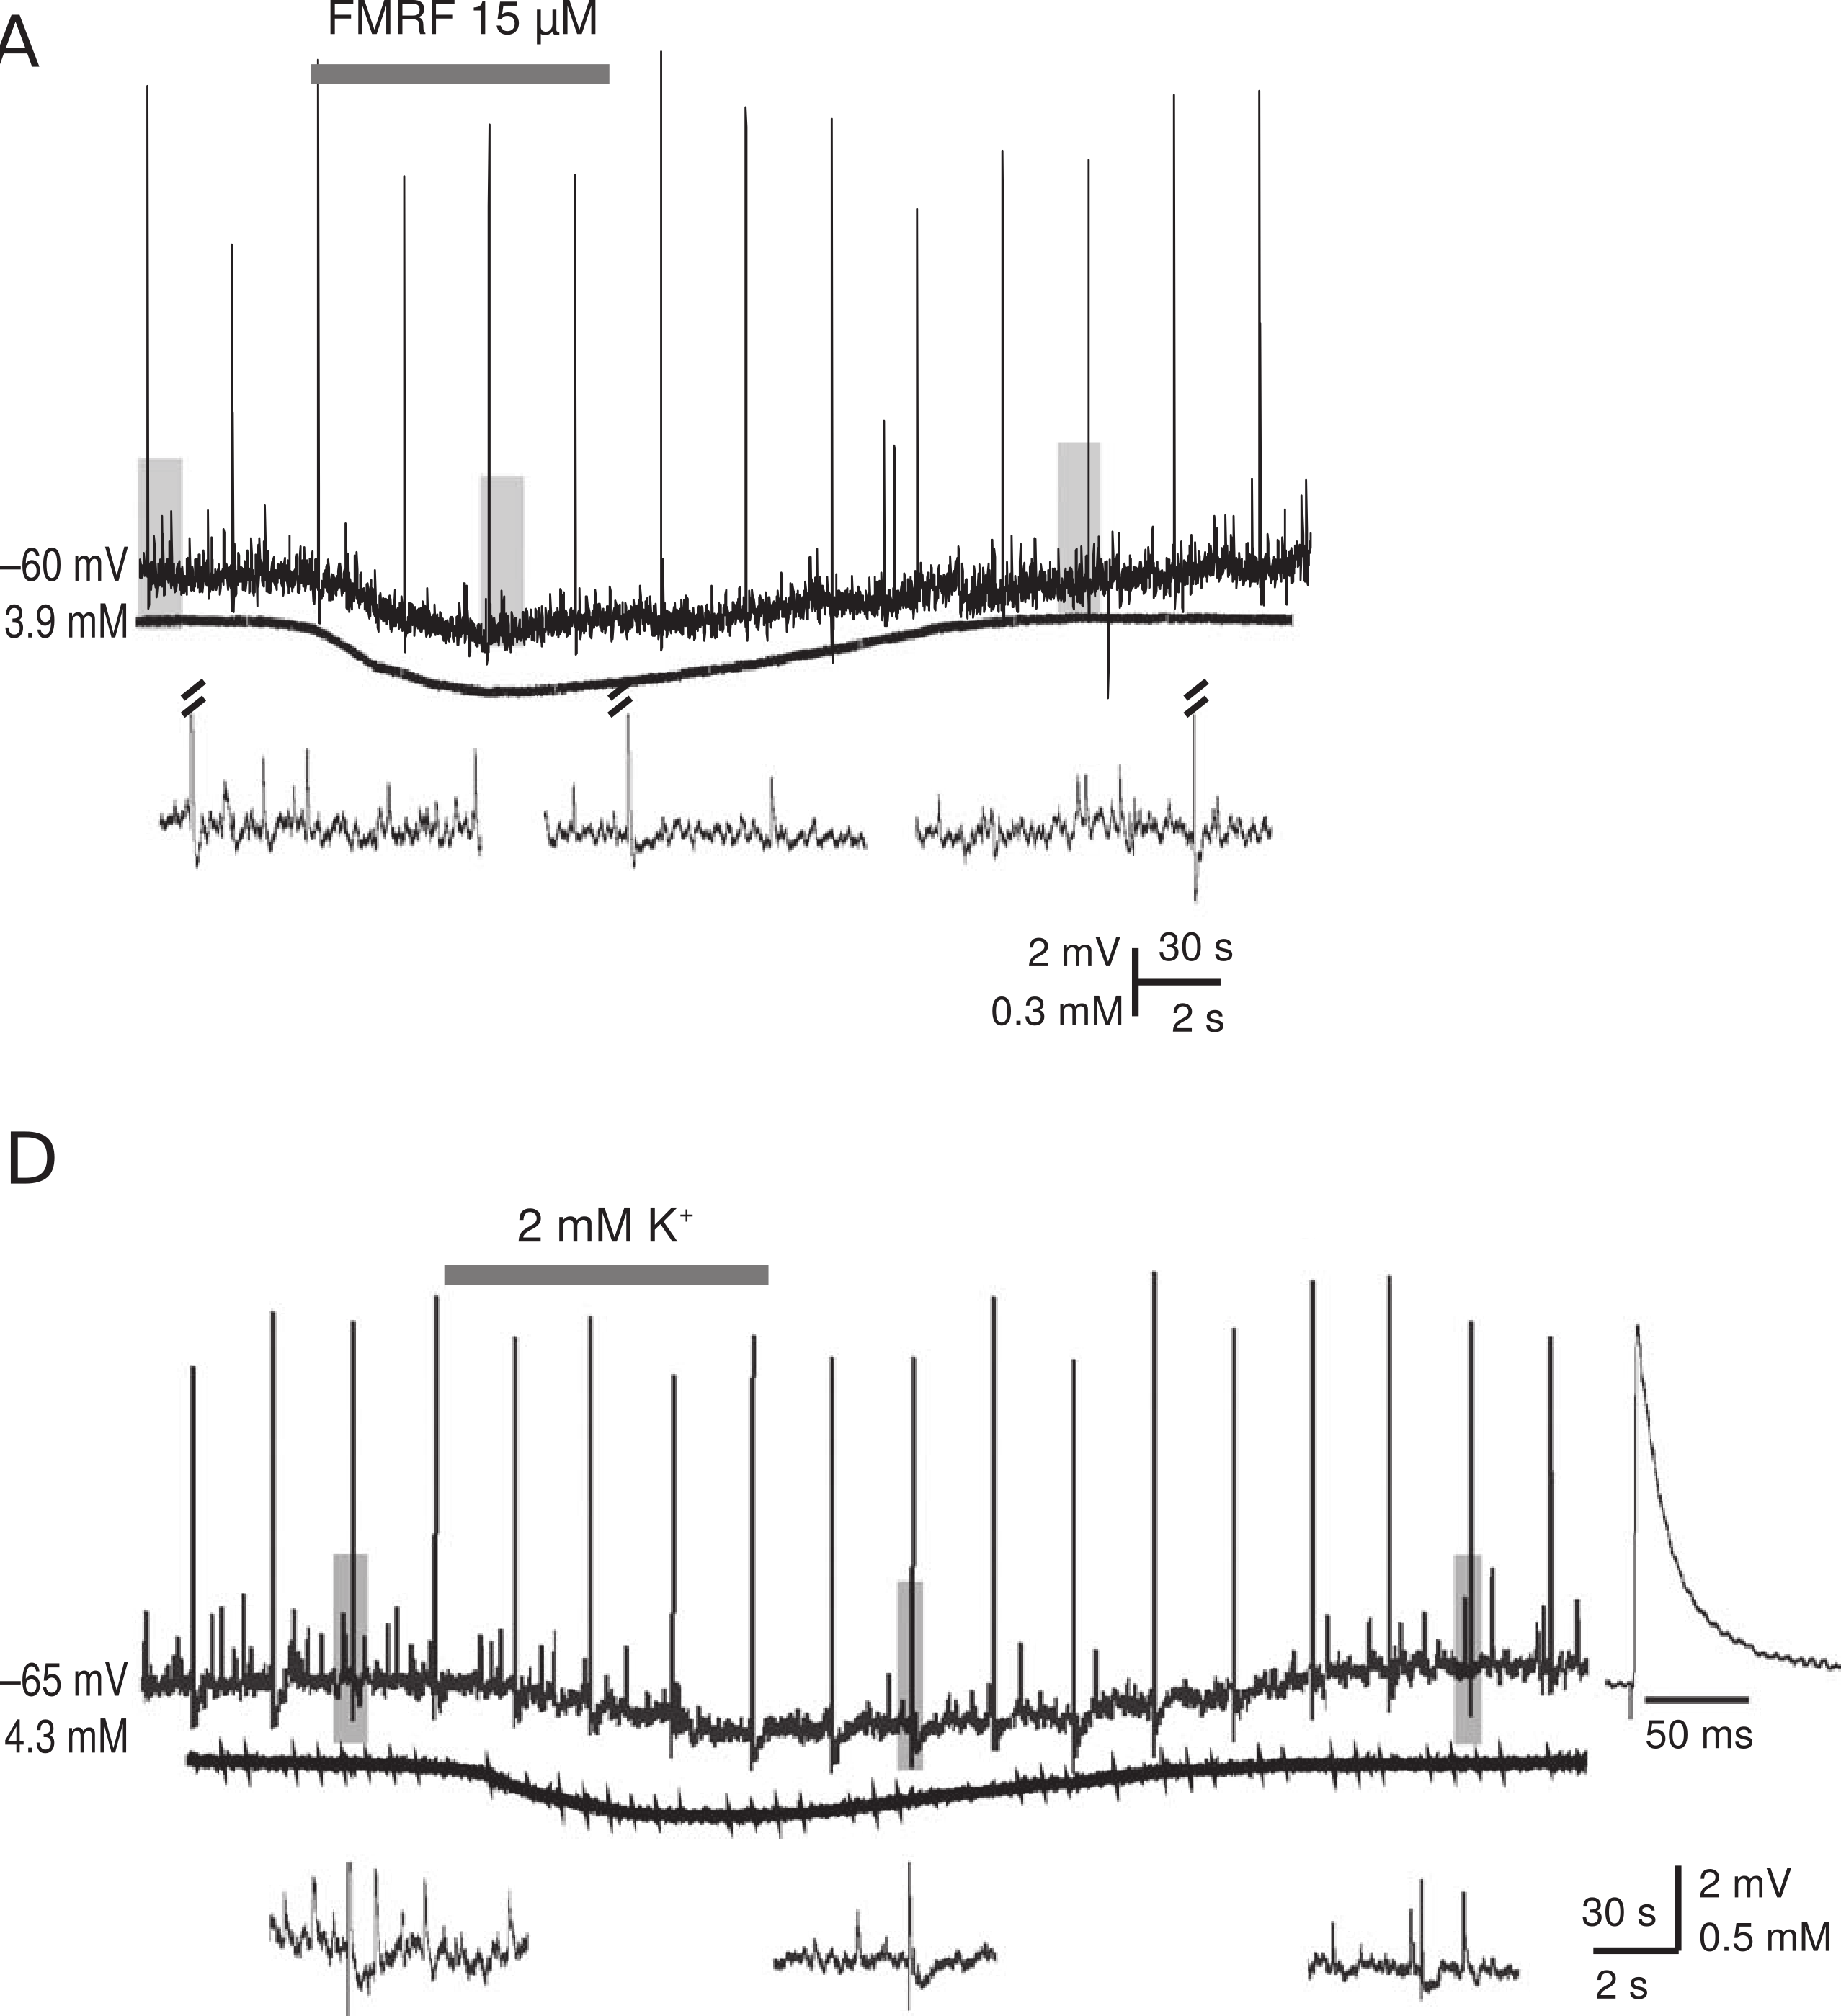 A
FMRF 15 µM
–60 mV
3.9 mM
2 mV
30 s
0.3 mM
2 s
D
2 mM K⁺
–65 mV
4.3 mM
50 ms
30 s
2 mV
0.5 mM
2 s